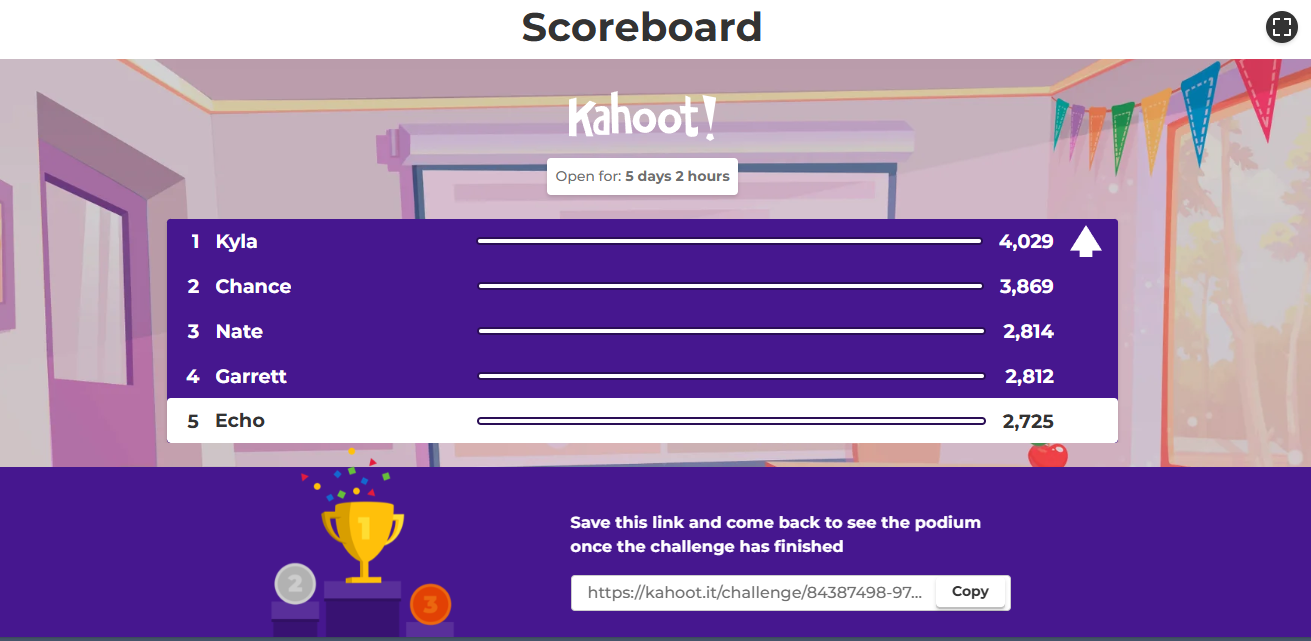 Scoreboard
Kahoot!
Open for: 5 days 2 hours
1 Kyla 4,029
2 Chance 3,869
3 Nate 2,814
4 Garrett 2,812
5 Echo 2,725
1
2
3
Save this link and come back to see the podium
once the challenge has finished
https://kahoot.it/challenge/84387498-97... Copy